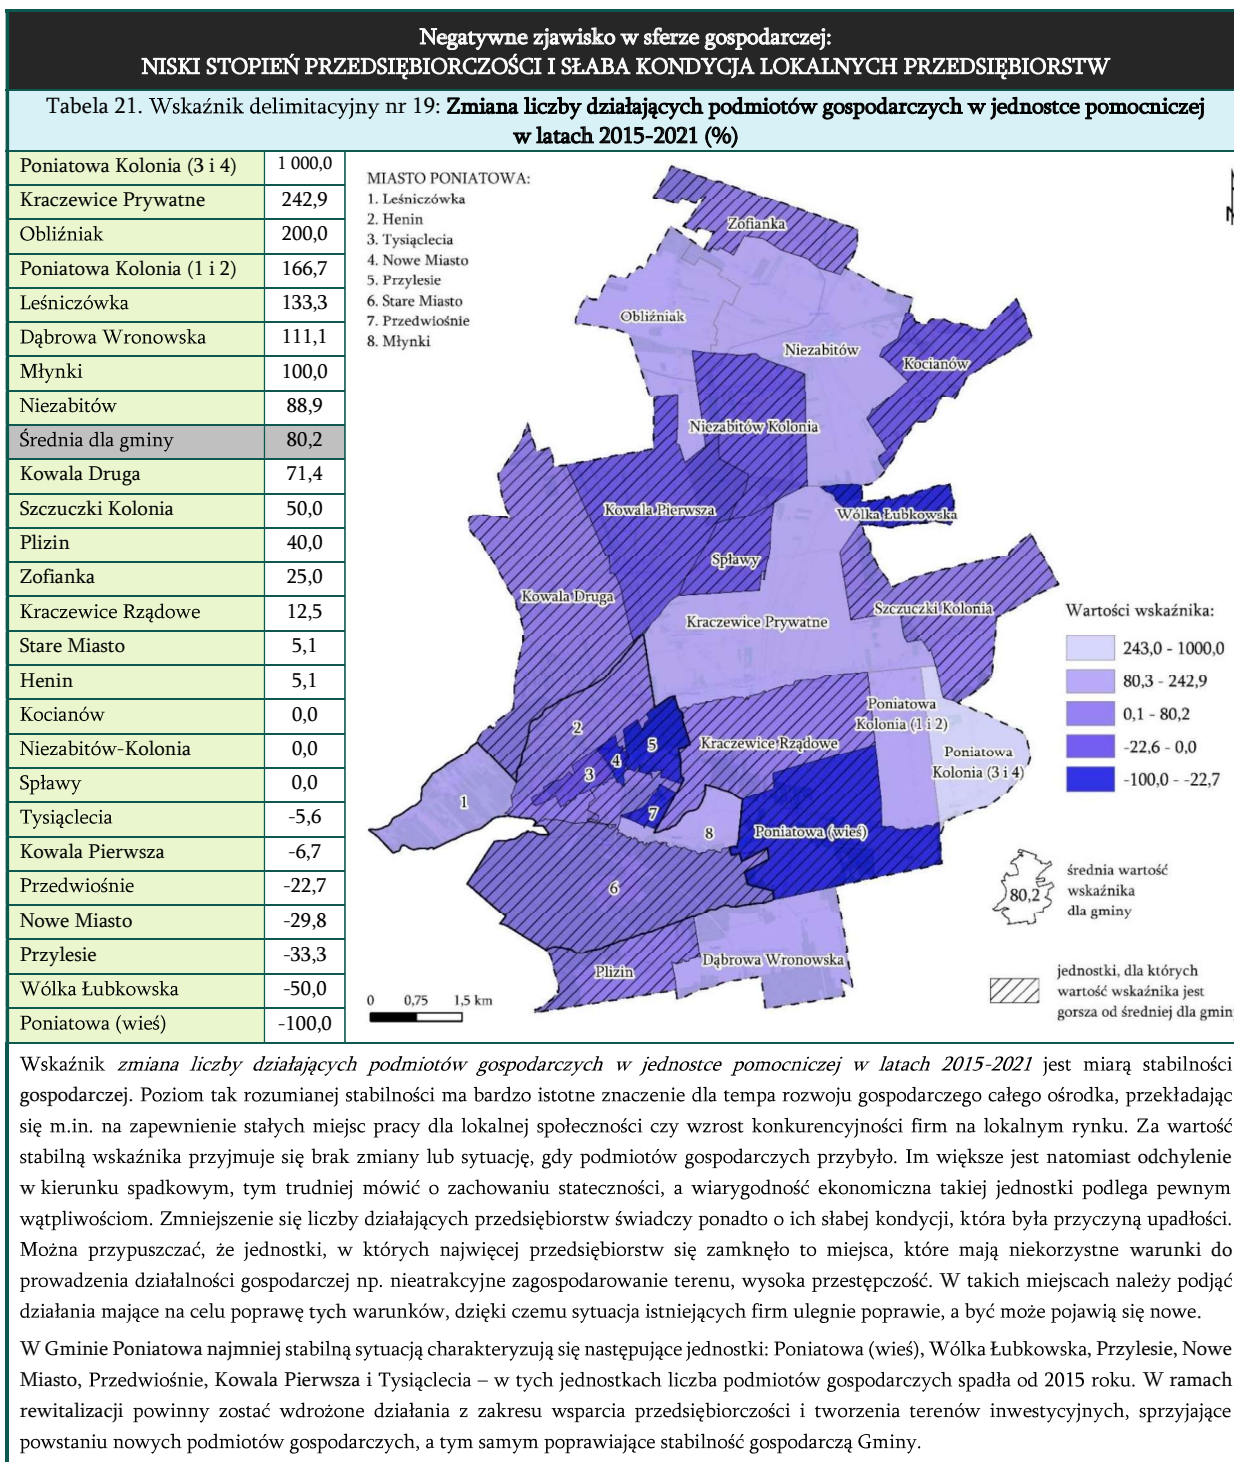 Negatywne zjawisko w sferze gospodarczej:
NISKI STOPIEŃ PRZEDSIĘBIORCZOŚCI I SŁABA KONDYCJA LOKALNYCH PRZEDSIĘBIORSTW
Tabela 21. Wskaźnik delimitacyjny nr 19: Zmiana liczby działających podmiotów gospodarczych w jednostce pomocniczej
w latach 2015-2021 (%)
Poniatowa Kolonia (3 i 4) 1 000,0
Kraczewice Prywatne 242,9
Obliźniak 200,0
Poniatowa Kolonia (1 i 2) 166,7
Leśniczówka 133,3
Dąbrowa Wronowska 111,1
Młynki 100,0
Niezabitów 88,9
Średnia dla gminy 80,2
Kowala Druga 71,4
Szczuczki Kolonia 50,0
Plizin 40,0
Zofianka 25,0
Kraczewice Rządowe 12,5
Stare Miasto 5,1
Henin 5,1
Kocianów 0,0
Niezabitów-Kolonia 0,0
Spławy 0,0
Tysiąclecia -5,6
Kowala Pierwsza -6,7
Przedwiośnie -22,7
Nowe Miasto -29,8
Przylesie -33,3
Wólka Łubkowska -50,0
Poniatowa (wieś) -100,0
MIASTO PONIATOWA:
1. Leśniczówka
2. Henin
3. Tysiąclecia
4. Nowe Miasto
5. Przylesie
6. Stare Miasto
7. Przedwiośnie
8. Młynki
Zofianka
Obliźniak
Niezabitów
Kocianów
Niezabitów Kolonia
Kowala Pierwsza
Wólka Łubkowska
Spławy
Kowala Druga
Szczuczki Kolonia
Kraczewice Prywatne
Poniatowa
Kolonia (1 i 2)
Kraczewice Rządowe
Poniatowa
Kolonia (3 i 4)
2
5
4
3
1
7
8
Poniatowa (wieś)
6
Plizin
Dąbrowa Wronowska
0 0,75 1,5 km
Wartości wskaźnika:
243,0 - 1000,0
80,3 - 242,9
0,1 - 80,2
-22,6 - 0,0
-100,0 - -22,7
80,2
średnia wartość
wskaźnika
dla gminy
jednostki, dla których
wartość wskaźnika jest
gorsza od średniej dla gminy
Wskaźnik zmiana liczby działających podmiotów gospodarczych w jednostce pomocniczej w latach 2015-2021 jest miarą stabilności
gospodarczej. Poziom tak rozumianej stabilności ma bardzo istotne znaczenie dla tempa rozwoju gospodarczego całego ośrodka, przekładając
się m.in. na zapewnienie stałych miejsc pracy dla lokalnej społeczności czy wzrost konkurencyjności firm na lokalnym rynku. Za wartość
stabilną wskaźnika przyjmuje się brak zmiany lub sytuację, gdy podmiotów gospodarczych przybyło. Im większe jest natomiast odchylenie
w kierunku spadkowym, tym trudniej mówić o zachowaniu stateczności, a wiarygodność ekonomiczna takiej jednostki podlega pewnym
wątpliwościom. Zmniejszenie się liczby działających przedsiębiorstw świadczy ponadto o ich słabej kondycji, która była przyczyną upadłości.
Można przypuszczać, że jednostki, w których najwięcej przedsiębiorstw się zamknęło to miejsca, które mają niekorzystne warunki do
prowadzenia działalności gospodarczej np. nieatrakcyjne zagospodarowanie terenu, wysoka przestępczość. W takich miejscach należy podjąć
działania mające na celu poprawę tych warunków, dzięki czemu sytuacja istniejących firm ulegnie poprawie, a być może pojawią się nowe.
W Gminie Poniatowa najmniej stabilną sytuacją charakteryzują się następujące jednostki: Poniatowa (wieś), Wólka Łubkowska, Przylesie, Nowe
Miasto, Przedwiośnie, Kowala Pierwsza i Tysiąclecia – w tych jednostkach liczba podmiotów gospodarczych spadła od 2015 roku. W ramach
rewitalizacji powinny zostać wdrożone działania z zakresu wsparcia przedsiębiorczości i tworzenia terenów inwestycyjnych, sprzyjające
powstaniu nowych podmiotów gospodarczych, a tym samym poprawiające stabilność gospodarczą Gminy.